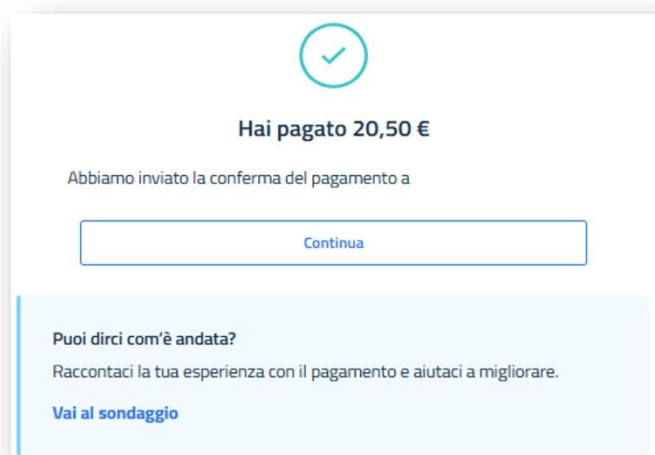 Hai pagato 20,50 €
Abbiamo inviato la conferma del pagamento a
Continua
Puoi dirci com'è andata?
Raccontaci la tua esperienza con il pagamento e aiutaci a migliorare.
Vai al sondaggio